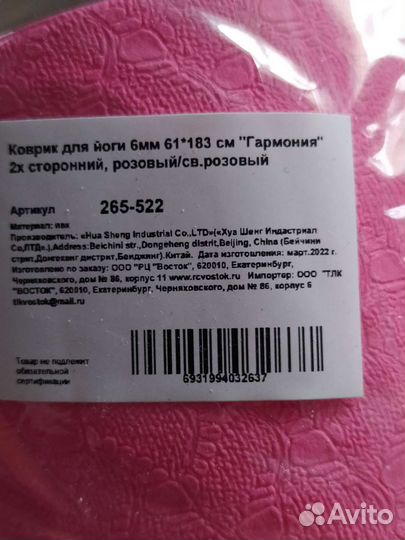 Коврик для йоги 6мм 61*183 см "Гармония"
2х сторонний, розовый/св.розовый
Артикул 265-522
Материал: пвх
Производитель: «Hua Sheng Industrial Co.,LTD»(«Хуа Шенг Индастриал
Со,ЛТД».),Address:Beichini str.,Dongeheng distrit,Beijing, China (Бейчини
стрит,Донгехенг дистрит,Бейджинг).Китай. Дата изготовления: март.2022 г.
Изготовлено по заказу: ООО "РЦ "Восток", 620010, Екатеринбург,
Черняховского, дом № 86, корпус 11 www.rcvostok.ru Импортер: ООО "ТЛК
"ВОСТОК", 620010, Екатеринбург, Черняховского, дом № 86, корпус 6
tlkvostok@mail.ru
Товар не подлежит
обязательной
сертификации
6931994032637
Avito